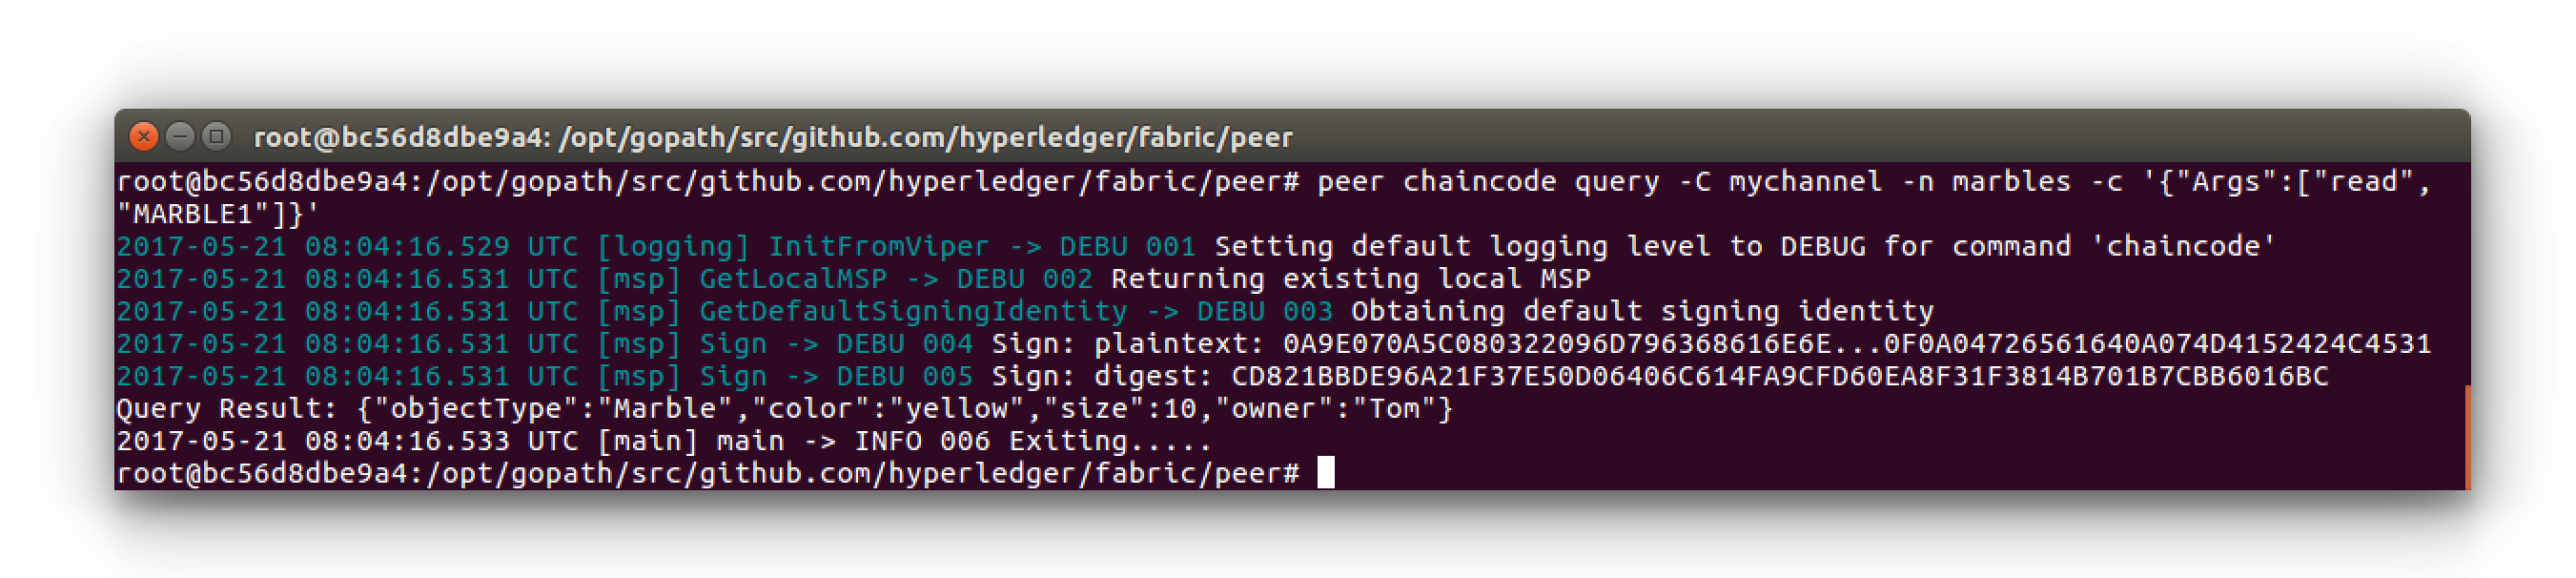 root@bc56d8dbe9a4: /opt/gopath/src/github.com/hyperledger/fabric/peer
root@bc56d8dbe9a4:/opt/gopath/src/github.com/hyperledger/fabric/peer# peer chaincode query -C mychannel -n marbles -c '{"Args":["read",
"MARBLE1"]}'
2017-05-21 08:04:16.529 UTC [logging] InitFromViper -> DEBU 001 Setting default logging level to DEBUG for command 'chaincode'
2017-05-21 08:04:16.531 UTC [msp] GetLocalMSP -> DEBU 002 Returning existing local MSP
2017-05-21 08:04:16.531 UTC [msp] GetDefaultSigningIdentity -> DEBU 003 Obtaining default signing identity
2017-05-21 08:04:16.531 UTC [msp] Sign -> DEBU 004 Sign: plaintext: 0A9E070A5C080322096D796368616E6E...0F0A04726561640A074D4152424C4531
2017-05-21 08:04:16.531 UTC [msp] Sign -> DEBU 005 Sign: digest: CD821BBDE96A21F37E50D06406C614FA9CFD60EA8F31F3814B701B7CBB6016BC
Query Result: {"objectType":"Marble","color":"yellow","size":10,"owner":"Tom"}
2017-05-21 08:04:16.533 UTC [main] main -> INFO 006 Exiting.....
root@bc56d8dbe9a4:/opt/gopath/src/github.com/hyperledger/fabric/peer#